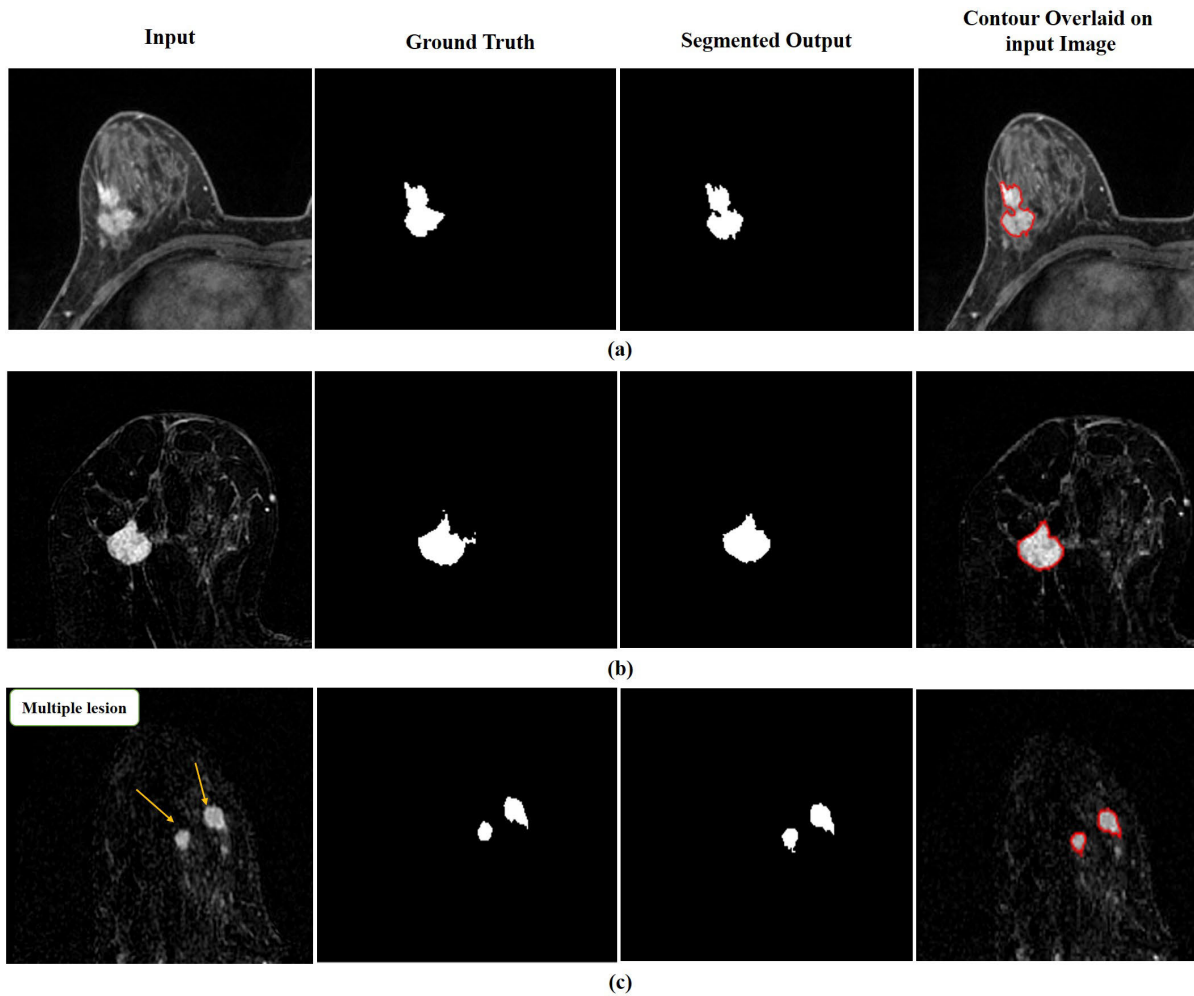 Input
Ground Truth
Segmented Output
Contour Overlaid on
input Image
(a)
(b)
Multiple lesion
(c)